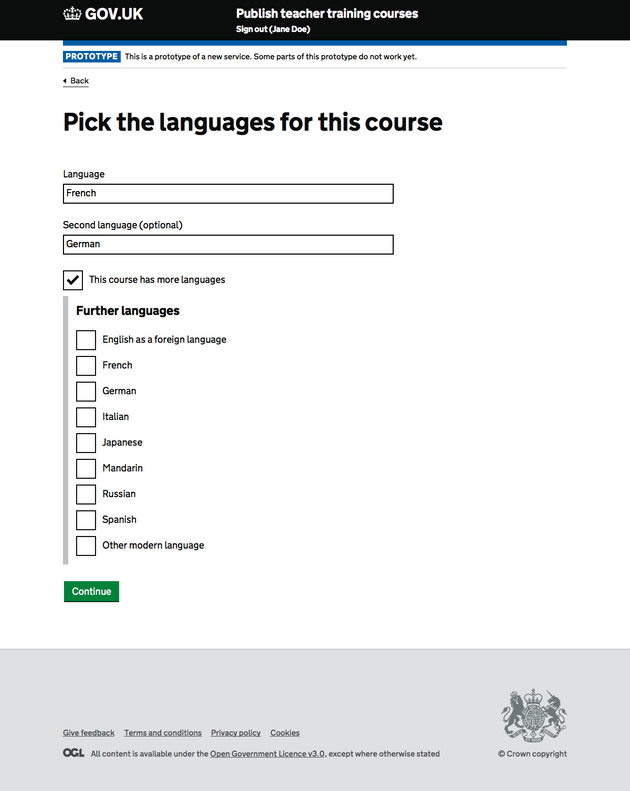 GOV.UK
Publish teacher training courses
Sign out (Jane Doe)
PROTOTYPE This is a prototype of a new service. Some parts of this prototype do not work yet.
Back
Pick the languages for this course
Language
French
Second language (optional)
German
This course has more languages
Further languages
English as a foreign language
French
German
Italian
Japanese
Mandarin
Russian
Spanish
Other modern language
Continue
Give feedback Terms and conditions Privacy policy Cookies
OGL All content is available under the Open Government Licence v3.0, except where otherwise stated
© Crown copyright